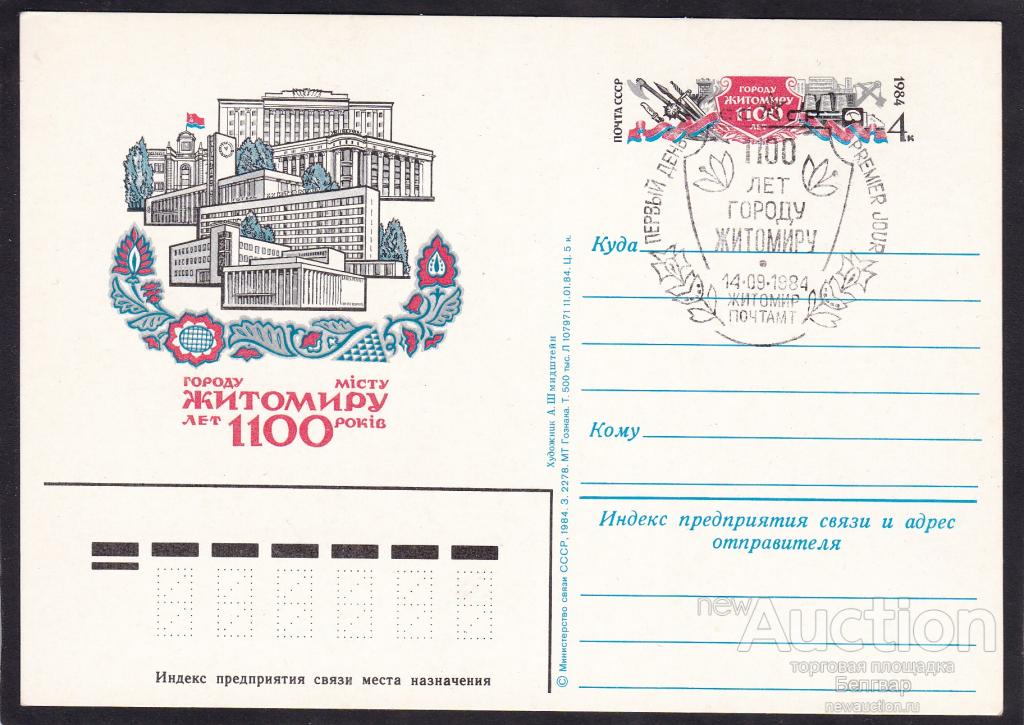 ГОРОДУ МІСТУ
ЖИТОМИРУ
ЛЕТ 1100 РОКІВ
Индекс предприятия связи места назначения
© Министерство связи СССР, 1984. З. 2278. МТ Гознака. Т. 500 тыс. Л 107971 11.01.84. Ц. 5 к.
Художник А. Шмидштейн
ПОЧТА СССР
ГОРОДУ
ЖИТОМИРУ
1100
ЛЕТ
1984
4к
ПЕРВЫЙ ДЕНЬ
PREMIER JOUR
1100
ЛЕТ
ГОРОДУ
ЖИТОМИРУ
14·09·1984
ЖИТОМИР
ПОЧТАМТ
Куда
Кому
Индекс предприятия связи и адрес
отправителя
newAuction
торговая площадка
Белгвар
newauction.ru